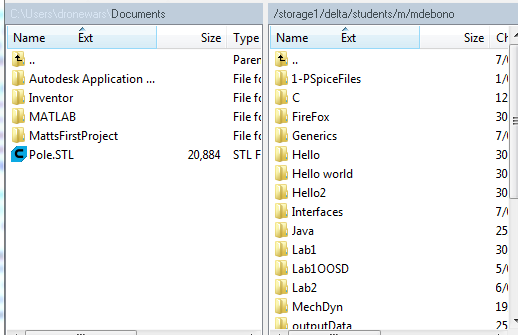 C:\Users\dronewars\Documents
Name Ext Size Type
..
Paren
Autodesk Application ... File fo
Inventor File fo
MATLAB File fo
MattsFirstProject File fo
Pole.STL 20,884 STL F
/storage1/delta/students/m/mdebono
Name Ext Size Ch
.. 7/
1-PSpiceFiles 1/
C 12
FireFox 30
Generics 7/
Hello 30
Hello world 30
Hello2 30
Interfaces 7/
Java 25
Lab1 30
Lab1OOSD 5/
Lab2 6/
MechDyn 19
outputData 25